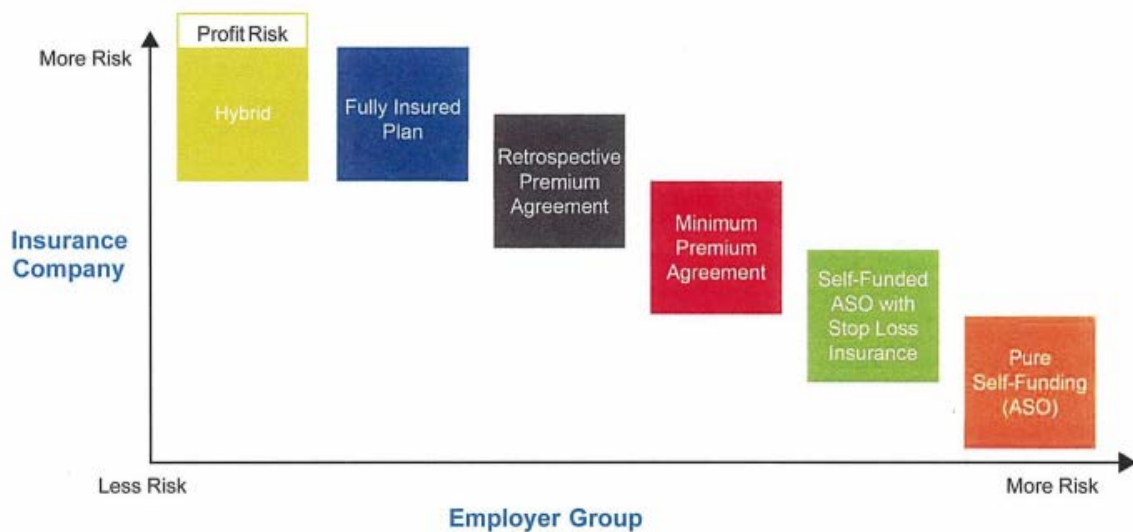 Profit Risk
More Risk
Hybrid
Fully Insured
Plan
Retrospective
Premium
Agreement
Minimum
Premium
Agreement
Insurance
Company
Self-Funded
ASO with
Stop Loss
Insurance
Pure
Self-Funding
(ASO)
Less Risk
More Risk
Employer Group